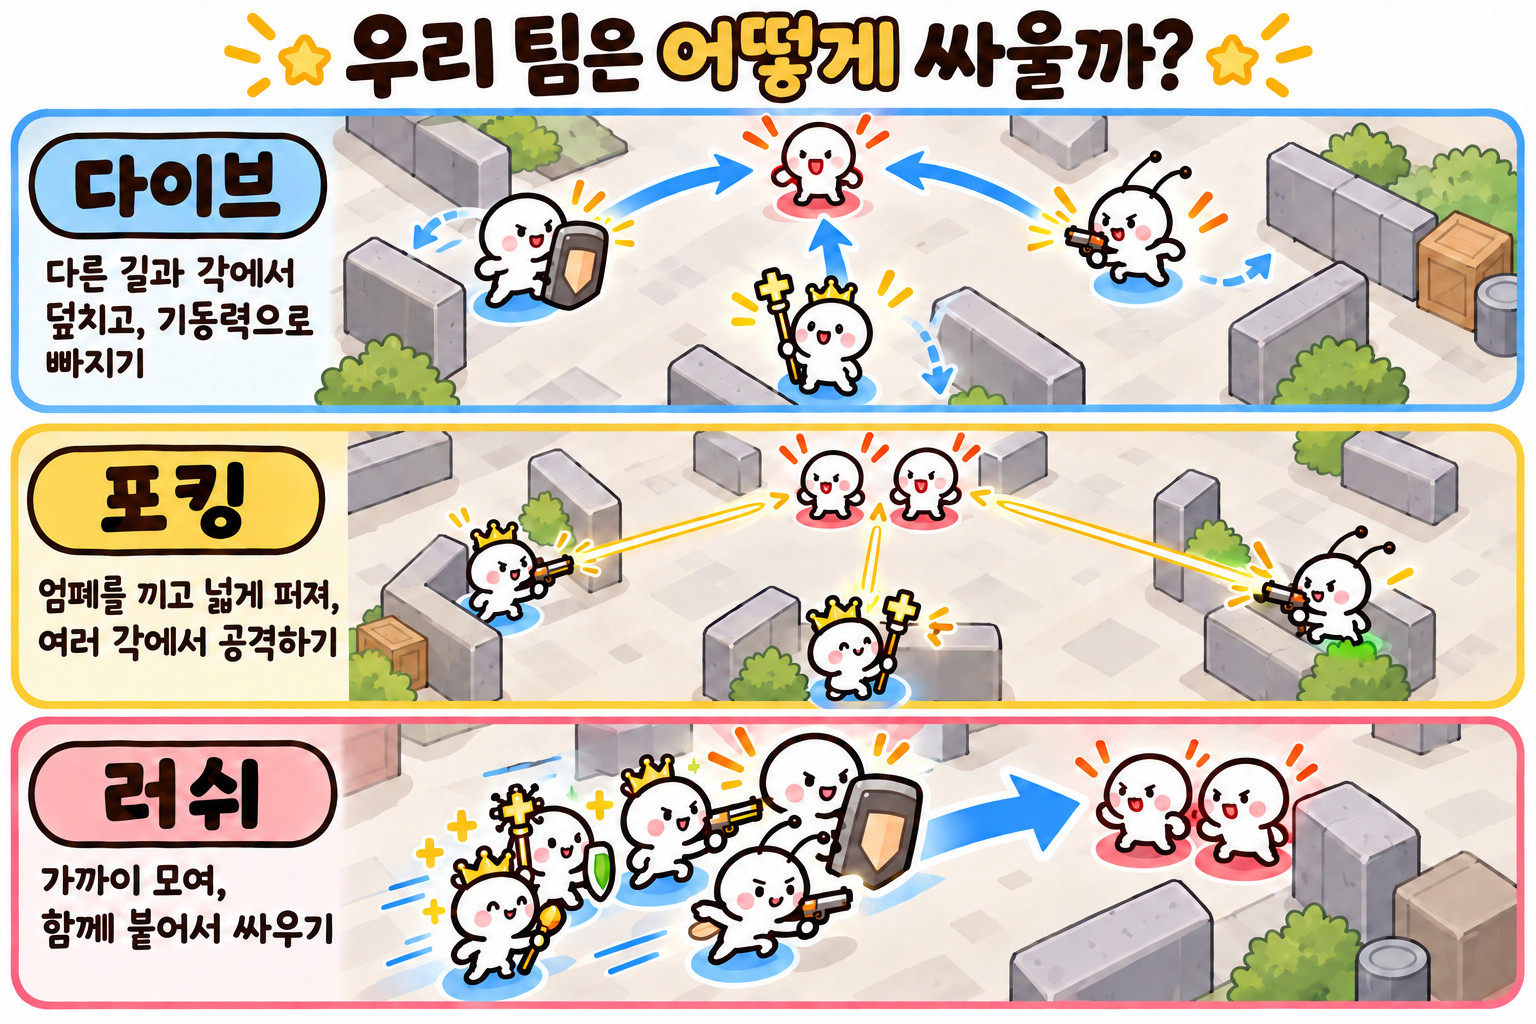 우리 팀은 어떻게 싸울까?
다이브
다른 길과 각에서
덮치고, 기동력으로
빠지기
포킹
엄폐를 끼고 넓게 퍼져,
여러 각에서 공격하기
러쉬
가까이 모여,
함께 붙어서 싸우기